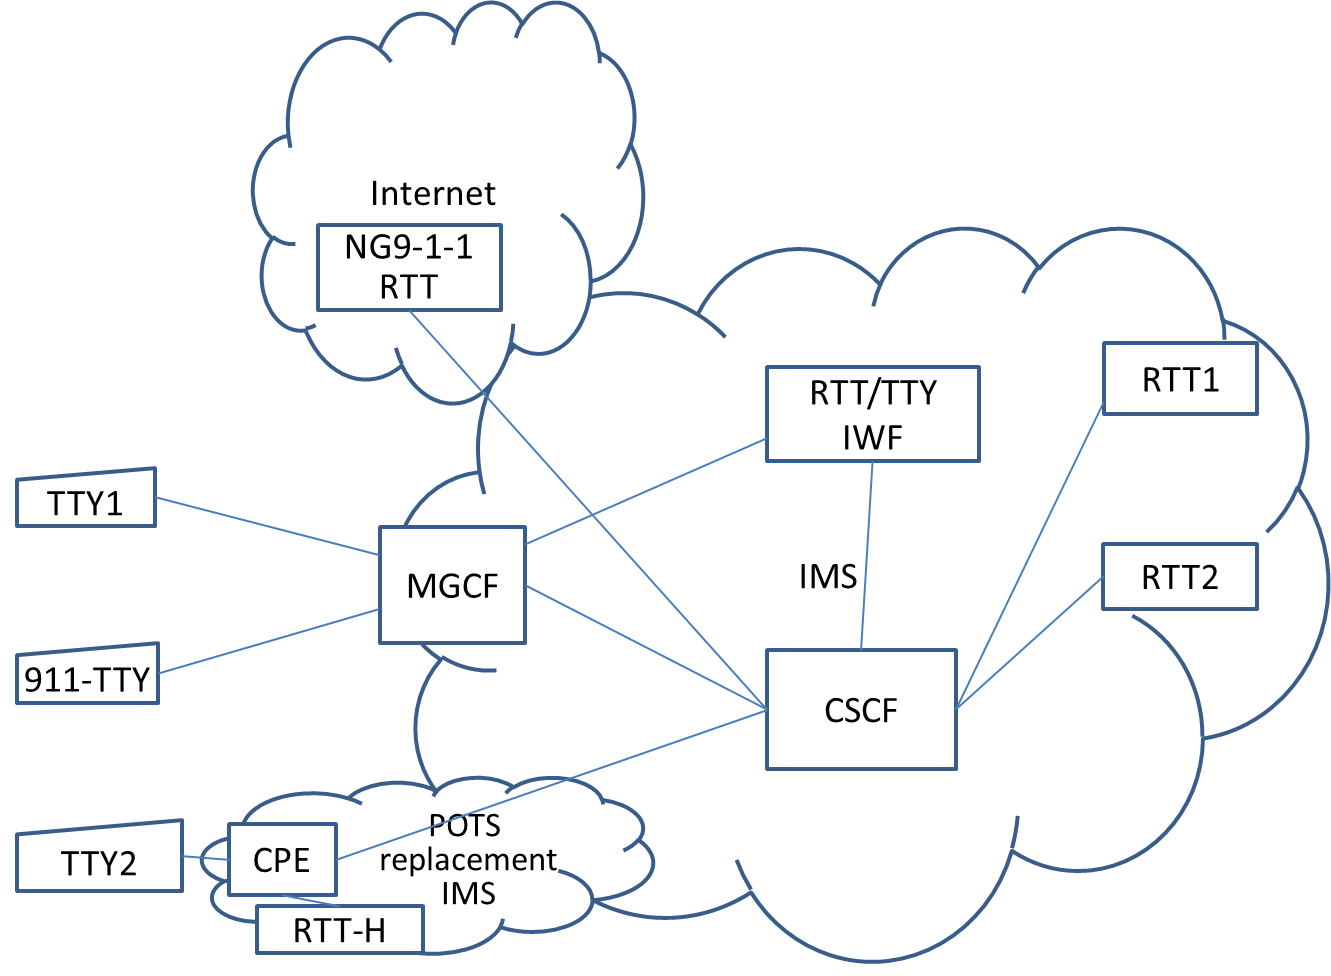 Internet
NG9-1-1
RTT
RTT/TTY
IWF
RTT1
TTY1
MGCF
IMS
RTT2
911-TTY
CSCF
POTS
replacement
IMS
CPE
TTY2
RTT-H